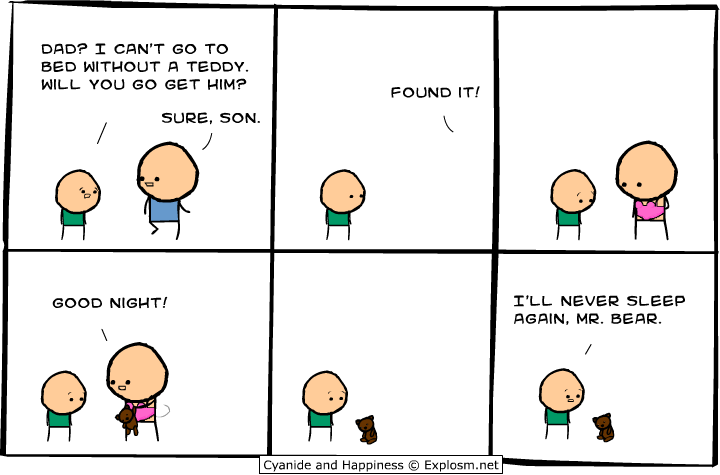 DAD? I CAN'T GO TO
BED WITHOUT A TEDDY.
WILL YOU GO GET HIM?
SURE, SON.
FOUND IT!
GOOD NIGHT!
I'LL NEVER SLEEP
AGAIN, MR. BEAR.
Cyanide and Happiness © Explosm.net